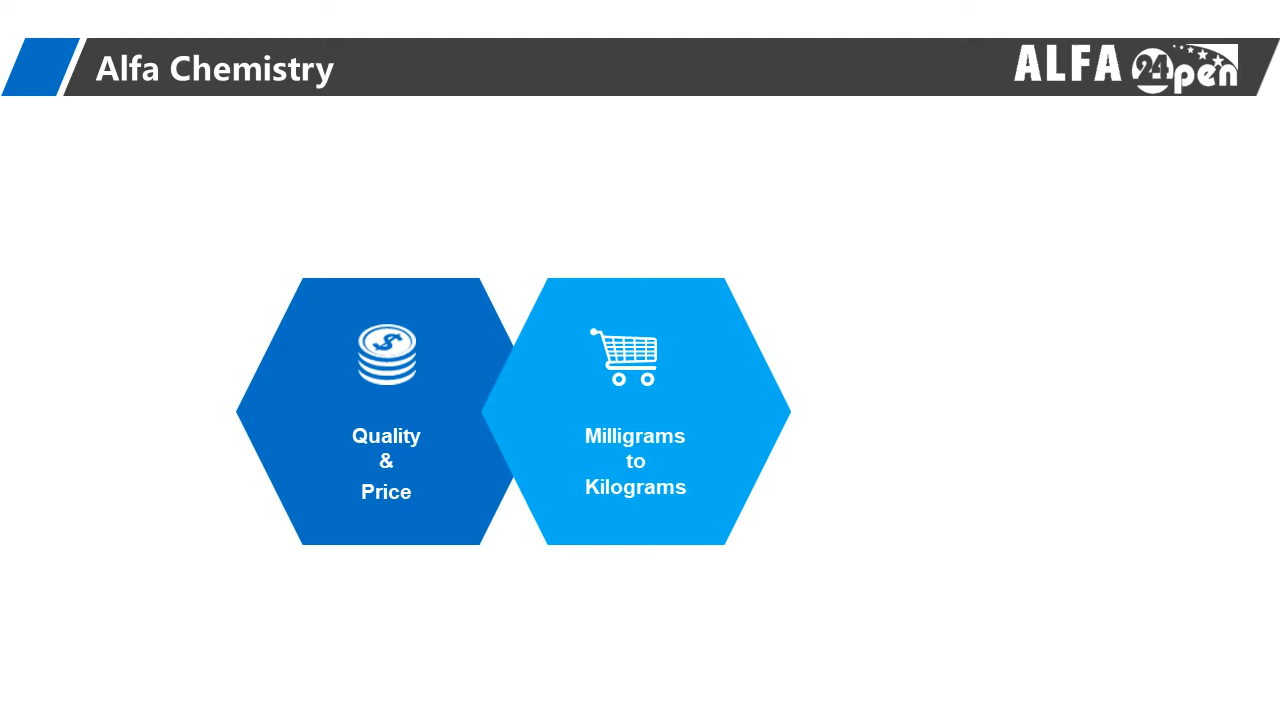 Alfa Chemistry
ALFA 24 pen
Quality
&
Price
Milligrams
to
Kilograms